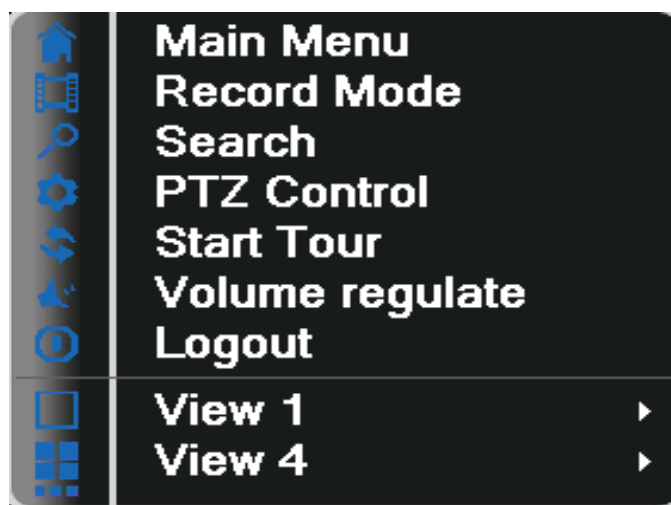 Main Menu
Record Mode
Search
PTZ Control
Start Tour
Volume regulate
Logout
View 1
View 4